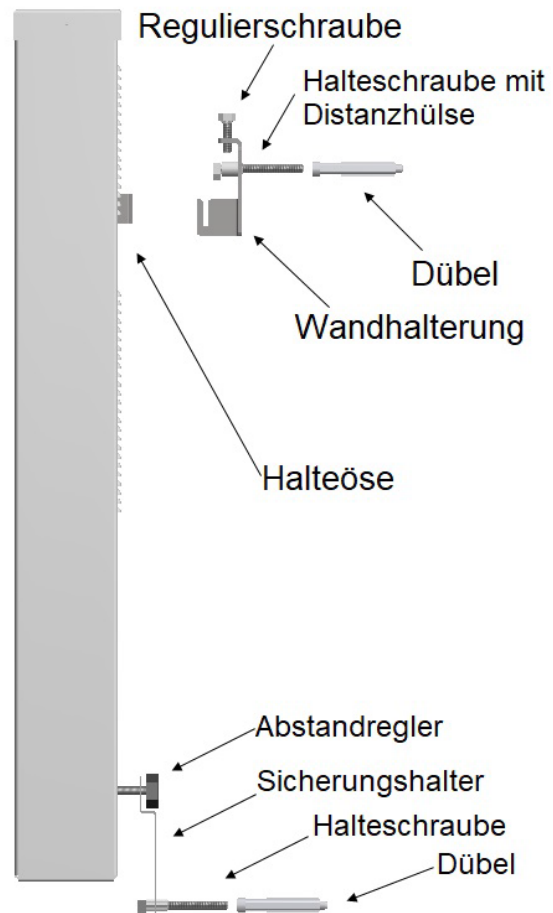 Regulierschraube
Halteschraube mit
Distanzhülse
Dübel
Wandhalterung
Halteöse
Abstandregler
Sicherungshalter
Halteschraube
Dübel